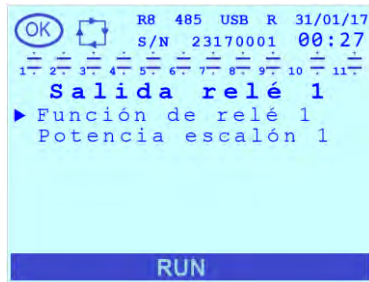 OK R8 485 USB R 31/01/17
S/N 23170001 00:27
1 2 3 4 5 6 7 8 9 10 11
Salida relé 1
Función de relé 1
Potencia escalón 1
RUN